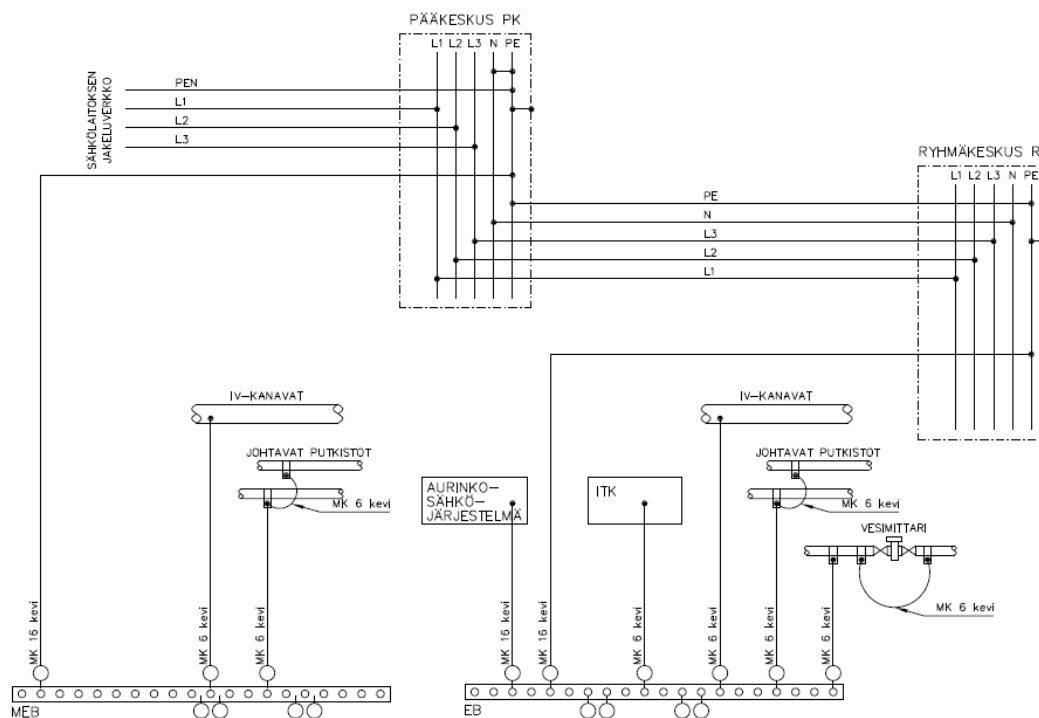 PÄÄKESKUS PK
L1 L2 L3 N PE
SÄHKÖLAITOKSEN
JAKELUVERKKO
PEN
L1
L2
L3
RYHMÄKESKUS R
L1 L2 L3 N PE
PE
N
L3
L2
L1
IV-KANAVAT
JOHTAVAT PUTKISTOT
MK 6 kevi
AURINKO-
SÄHKÖ-
JÄRJESTELMÄ
ITK
IV-KANAVAT
JOHTAVAT PUTKISTOT
MK 6 kevi
VESIMITTARI
MK 6 kevi
MK 16 kevi
MK 6 kevi
MK 6 kevi
MK 16 kevi
MK 16 kevi
MK 6 kevi
MK 6 kevi
MK 6 kevi
MK 6 kevi
MEB
EB